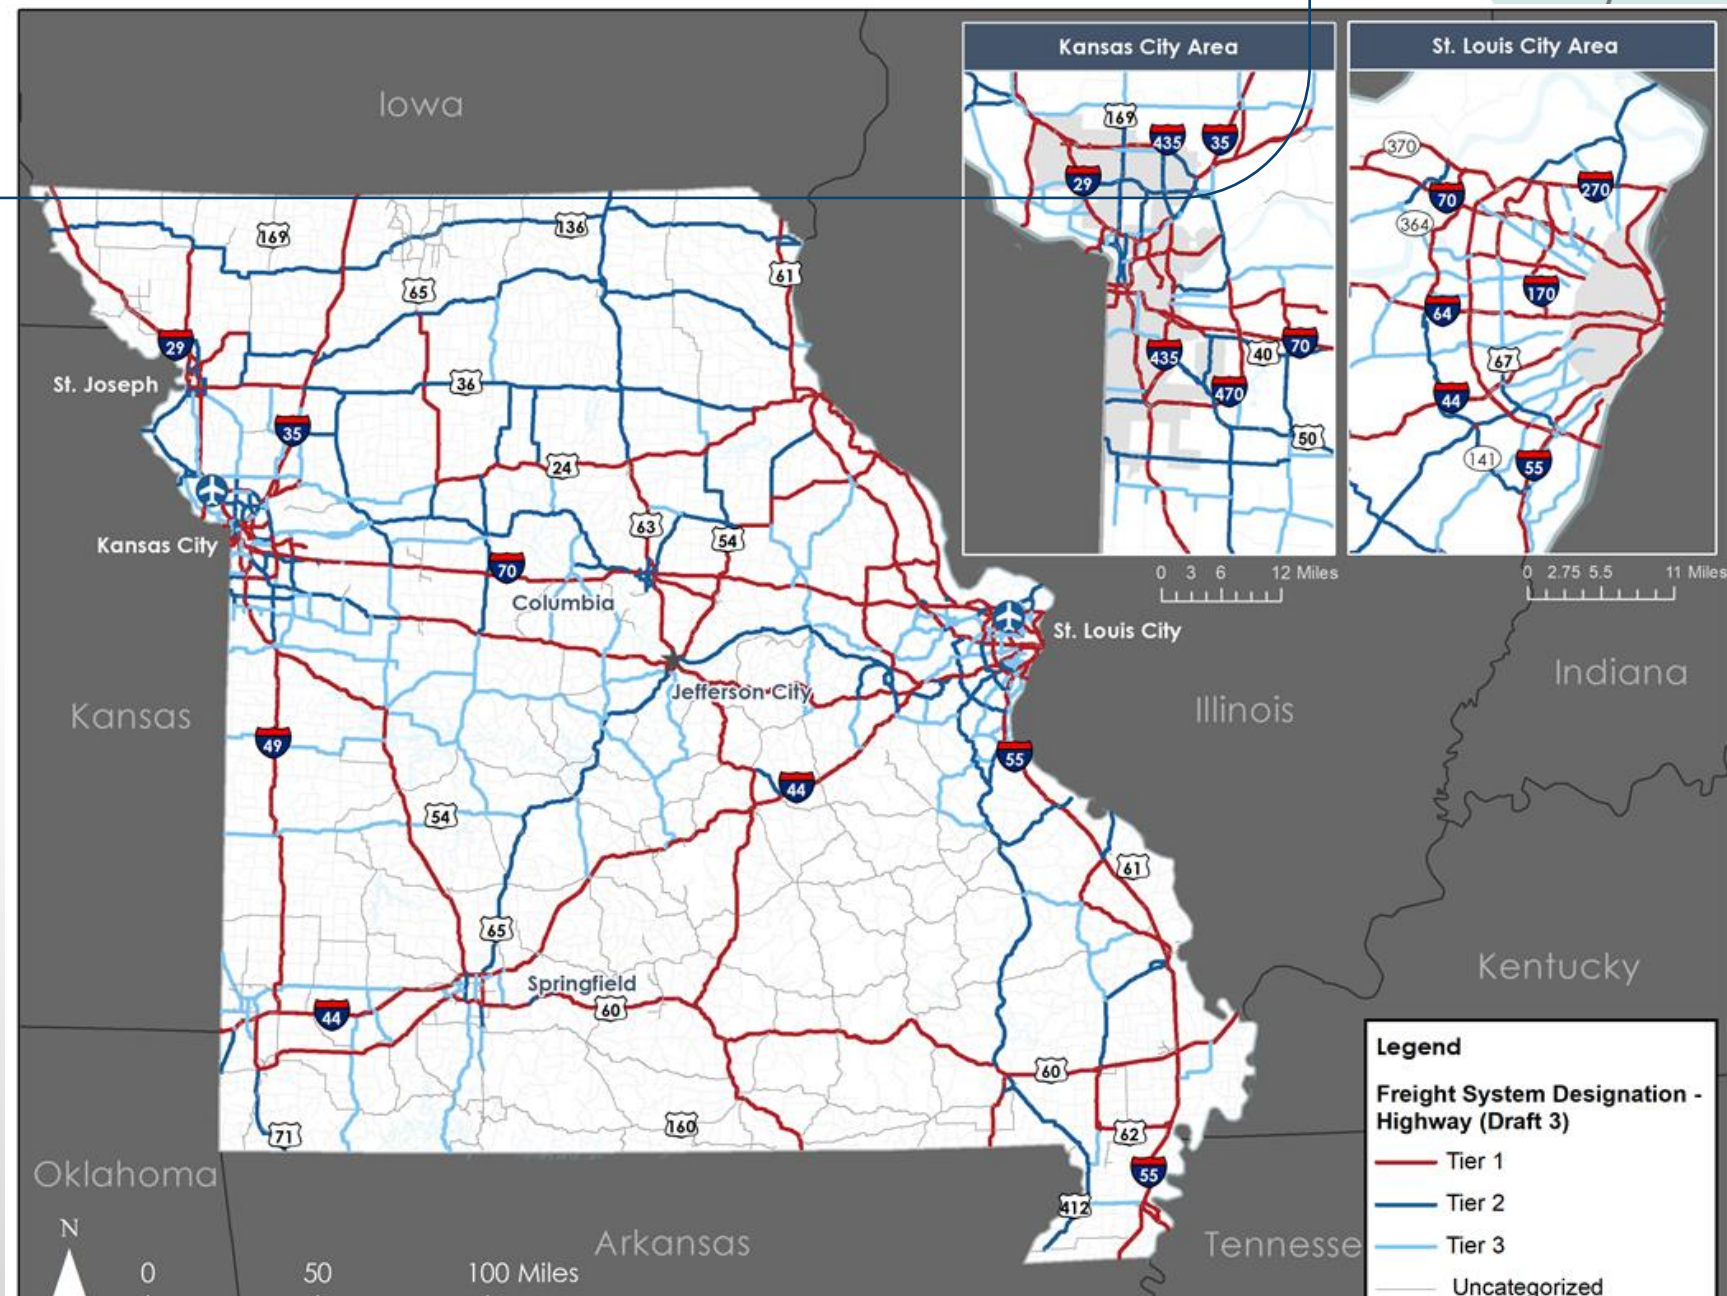 Kansas City Area
St. Louis City Area
Iowa
169
435
35
29
435
40
70
470
50
370
70
270
364
170
64
67
44
141
55
0 3 6 12 Miles
0 2.75 5.5 11 Miles
169
136
65
61
29
St. Joseph
36
35
24
63
54
Kansas City
70
Columbia
St. Louis City
Jefferson City
Kansas
Illinois
Indiana
49
55
44
54
61
65
Springfield
Kentucky
44
60
60
71
160
62
55
412
Oklahoma
Arkansas
Tennesse
N
0 50 100 Miles
Legend
Freight System Designation -
Highway (Draft 3)
Tier 1
Tier 2
Tier 3
Uncategorized